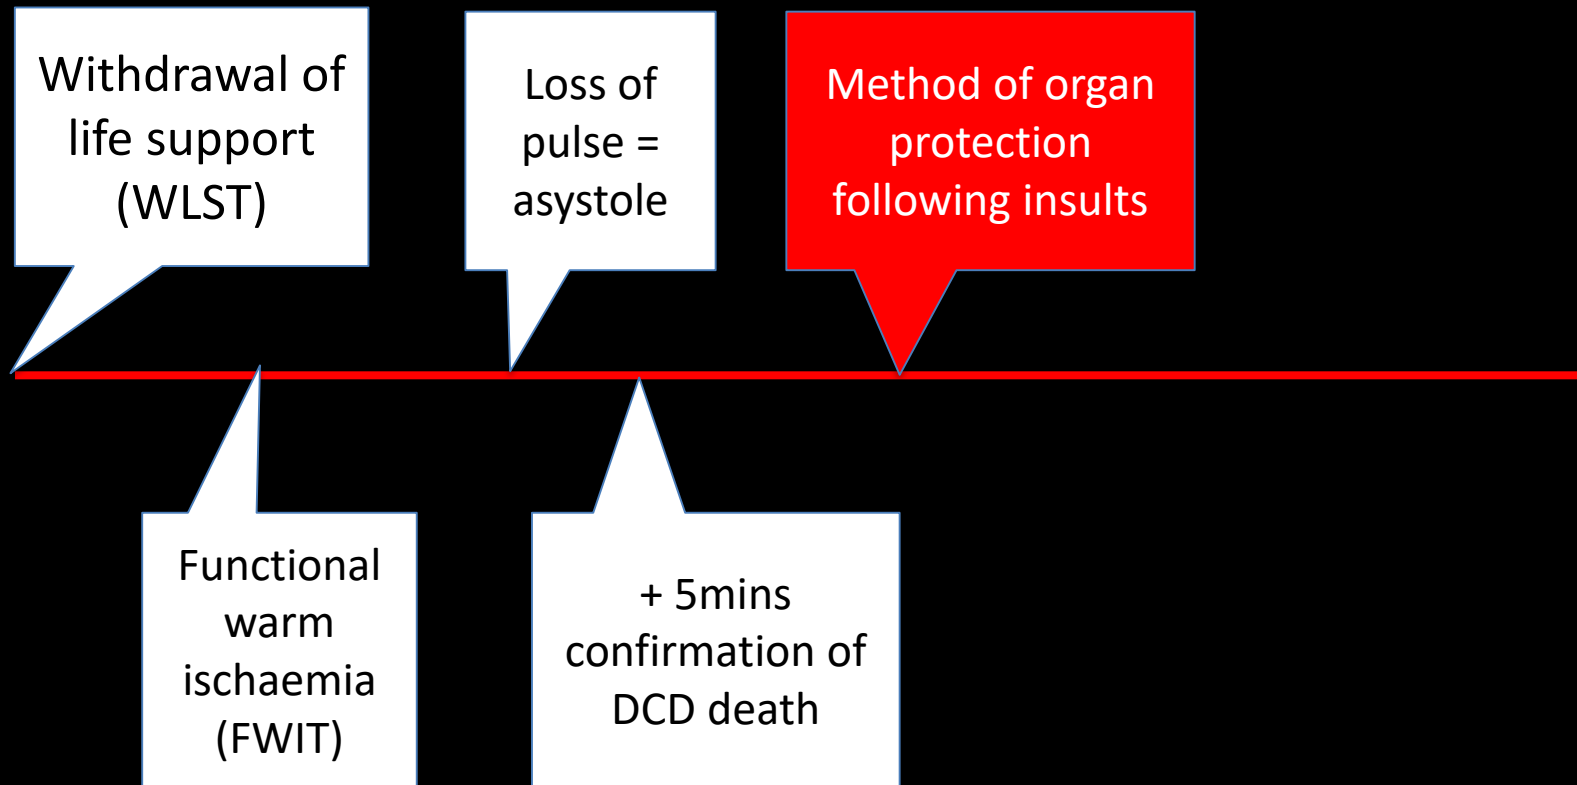 Withdrawal of
life support
(WLST)
Loss of
pulse =
asystole
Method of organ
protection
following insults
Functional
warm
ischaemia
(FWIT)
+ 5mins
confirmation of
DCD death